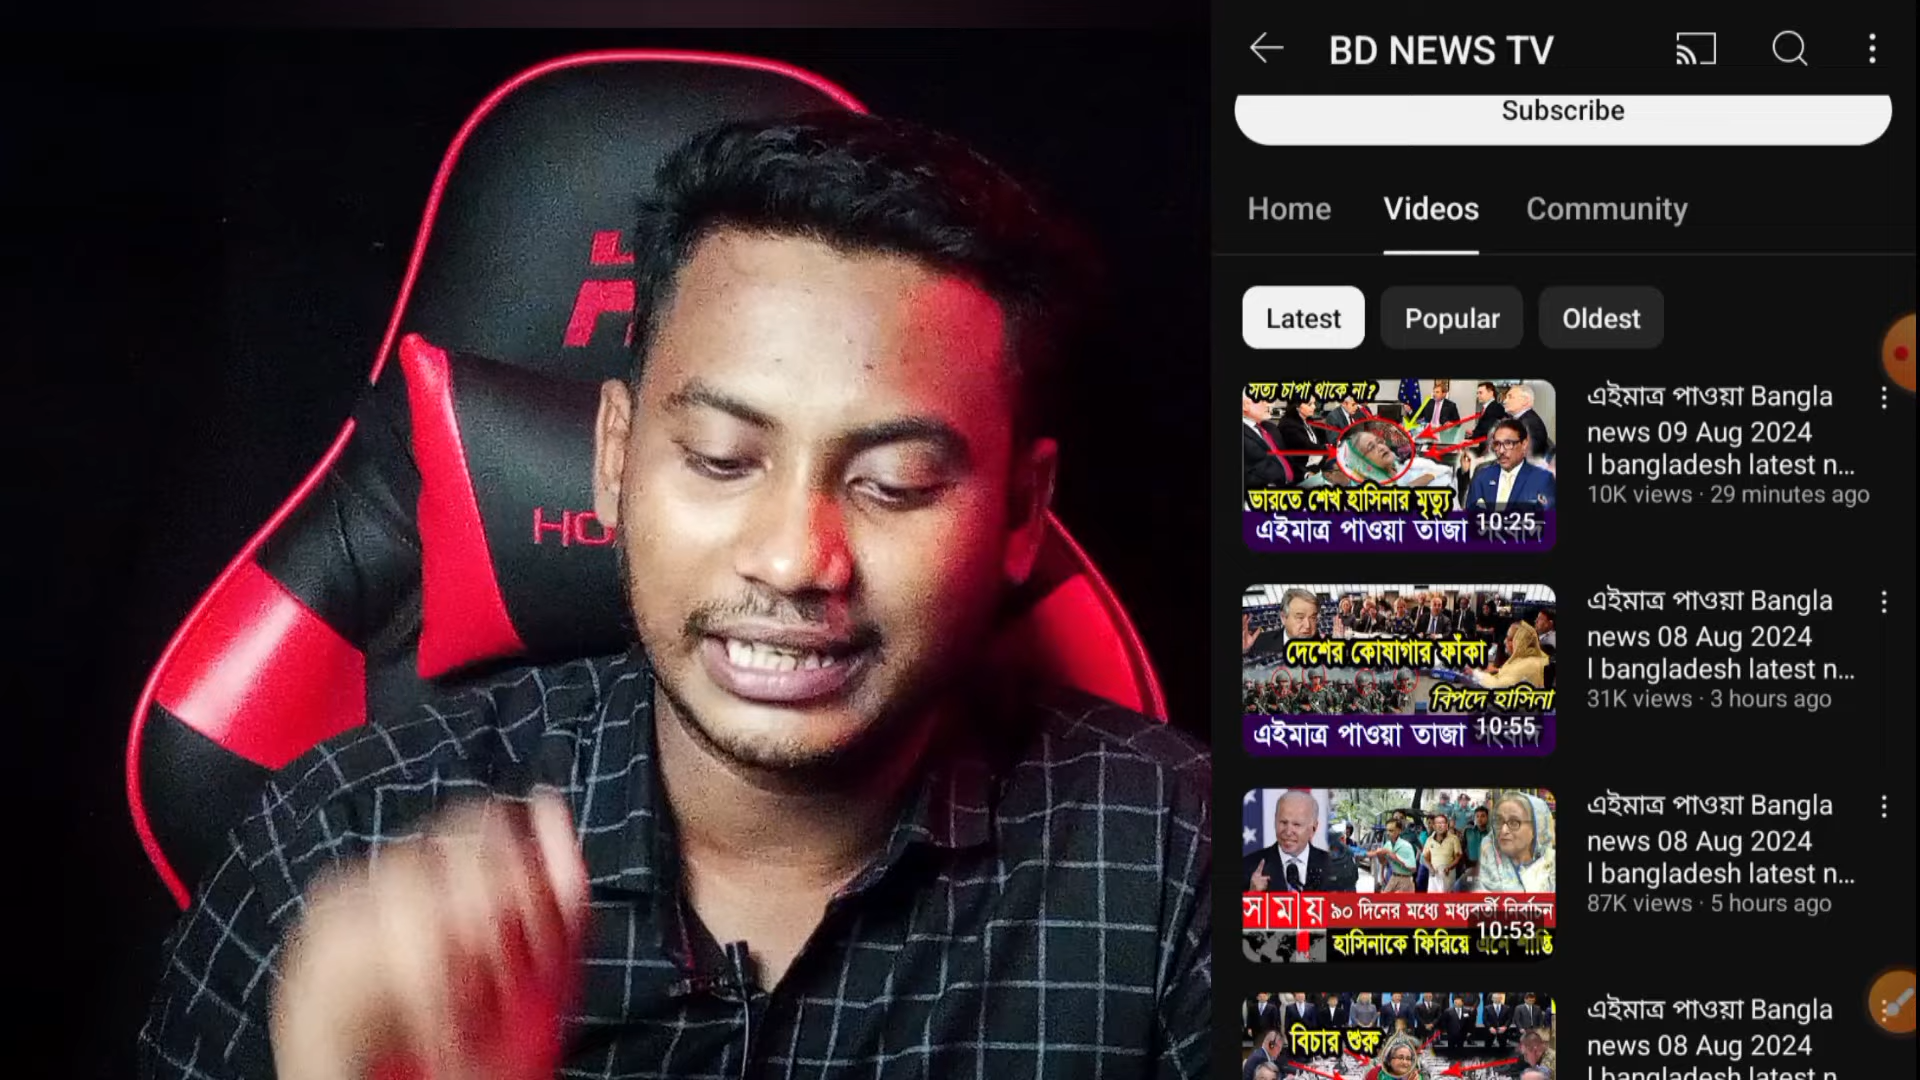 BD NEWS TV
Subscribe
Home
Videos
Community
Latest
Popular
Oldest
সত্য চাপা থাকে না?
ভারতে শেখ হাসিনার মৃত্যু
এইমাত্র পাওয়া তাজা সংবাদ
10:25
এইমাত্র পাওয়া Bangla
news 09 Aug 2024
l bangladesh latest n...
10K views · 29 minutes ago
দেশের কোষাগার ফাঁকা
বিপদে হাসিনা
এইমাত্র পাওয়া তাজা সংবাদ
10:55
এইমাত্র পাওয়া Bangla
news 08 Aug 2024
l bangladesh latest n...
31K views · 3 hours ago
সময়
৯০ দিনের মধ্যে মধ্যবর্তী নির্বাচন
হাসিনাকে ফিরিয়ে এনে শাস্তি
10:53
এইমাত্র পাওয়া Bangla
news 08 Aug 2024
l bangladesh latest n...
87K views · 5 hours ago
বিচার শুরু
এইমাত্র পাওয়া Bangla
news 08 Aug 2024
l bangladesh latest n